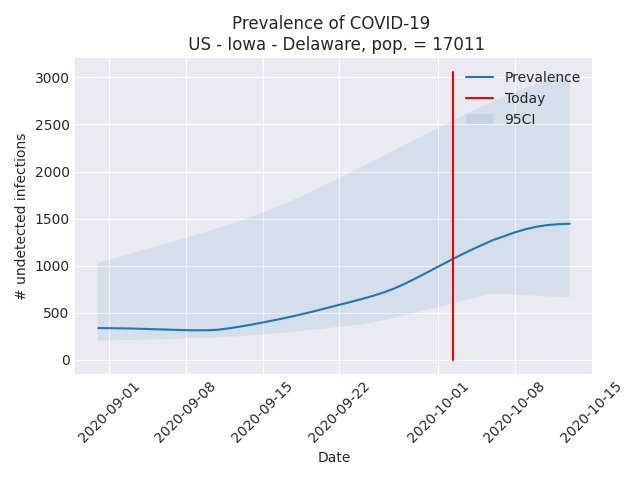 Prevalence of COVID-19
US - Iowa - Delaware, pop. = 17011
Prevalence
Today
95CI
3000
2500
2000
1500
1000
500
0
# undetected infections
2020-09-01
2020-09-08
2020-09-15
2020-09-22
2020-10-01
2020-10-08
2020-10-15
Date